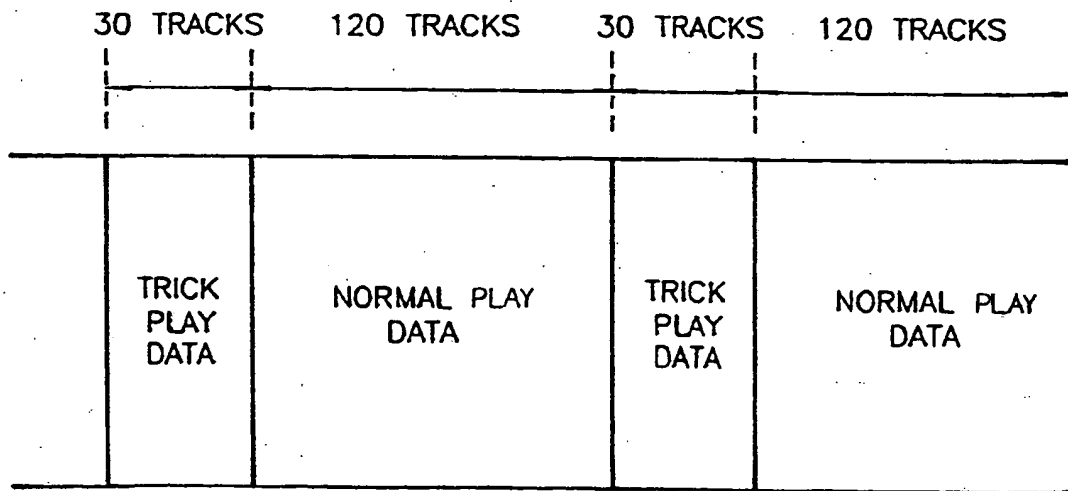 30 TRACKS 120 TRACKS 30 TRACKS 120 TRACKS
TRICK
PLAY
DATA
NORMAL PLAY
DATA
TRICK
PLAY
DATA
NORMAL PLAY
DATA